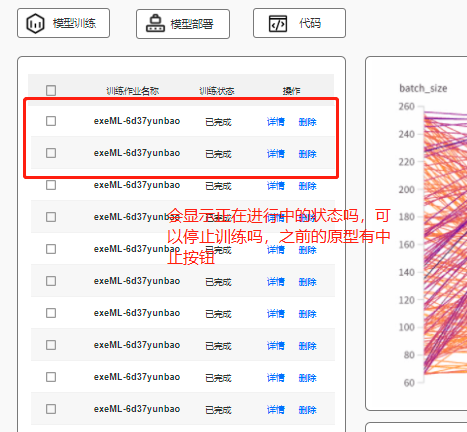 模型训练 模型部署 代码
训练作业名称 训练状态 操作
exeML-6d37yunbao 已完成 详情 删除
exeML-6d37yunbao 已完成 详情 删除
exeML-6d37yunbao 已完成 详情 删除
exeML-6d37yunbao 已完成 详情 删除
exeML-6d37yunbao 已完成 详情 删除
exeML-6d37yunbao 已完成 详情 删除
exeML-6d37yunbao 已完成 详情 删除
exeML-6d37yunbao 已完成 详情 删除
exeML-6d37yunbao 已完成 详情 删除
exeML-6d37yunbao 已完成 详情 删除
会显示正在进行中的状态吗，可
以停止训练吗，之前的原型有中
止按钮
batch_size
260
240
220
200
180
160
140
120
100
80
60